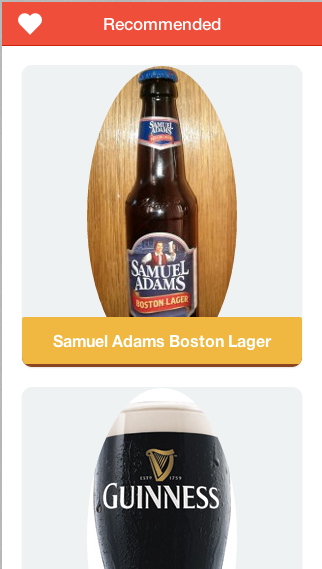 Recommended
SAMUEL
ADAMS
SAMUEL
ADAMS
BOSTON LAGER
Samuel Adams Boston Lager
ESTD 1759
GUINNESS